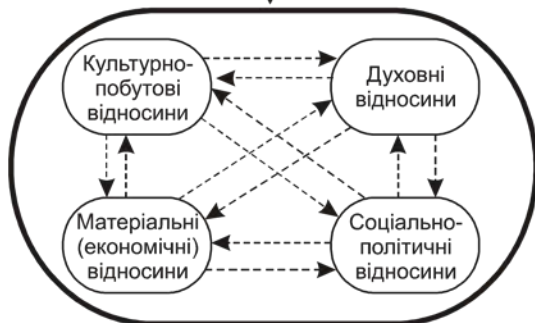 Культурно-
побутові
відносини
Духовні
відносини
Матеріальні
(економічні)
відносини
Соціально-
політичні
відносини